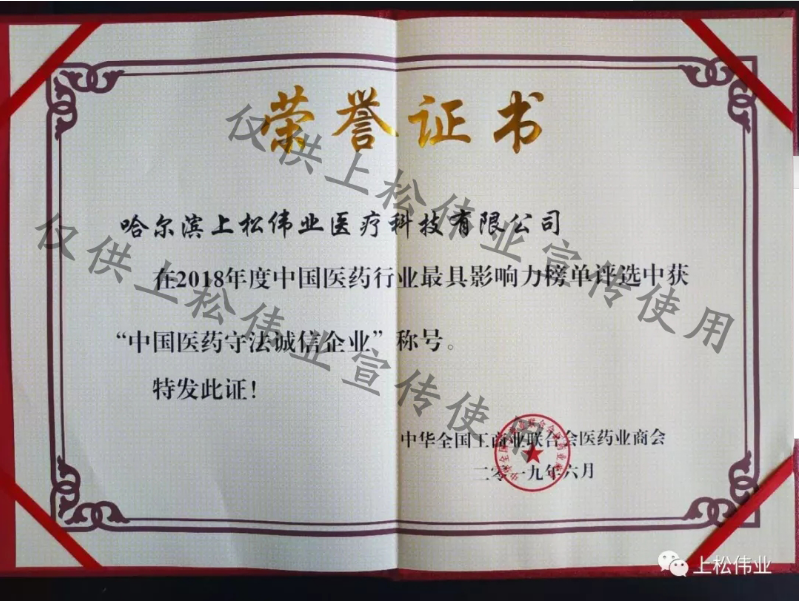 荣誉证书
哈尔滨上松伟业医疗科技有限公司
在2018年度中国医药行业最具影响力榜单评选中获
“中国医药守法诚信企业”称号。
特发此证！
中华全国工商业联合会医药业商会
二零一九年六月
仅供上松伟业宣传使用
仅供上松伟业宣传使用
上松伟业